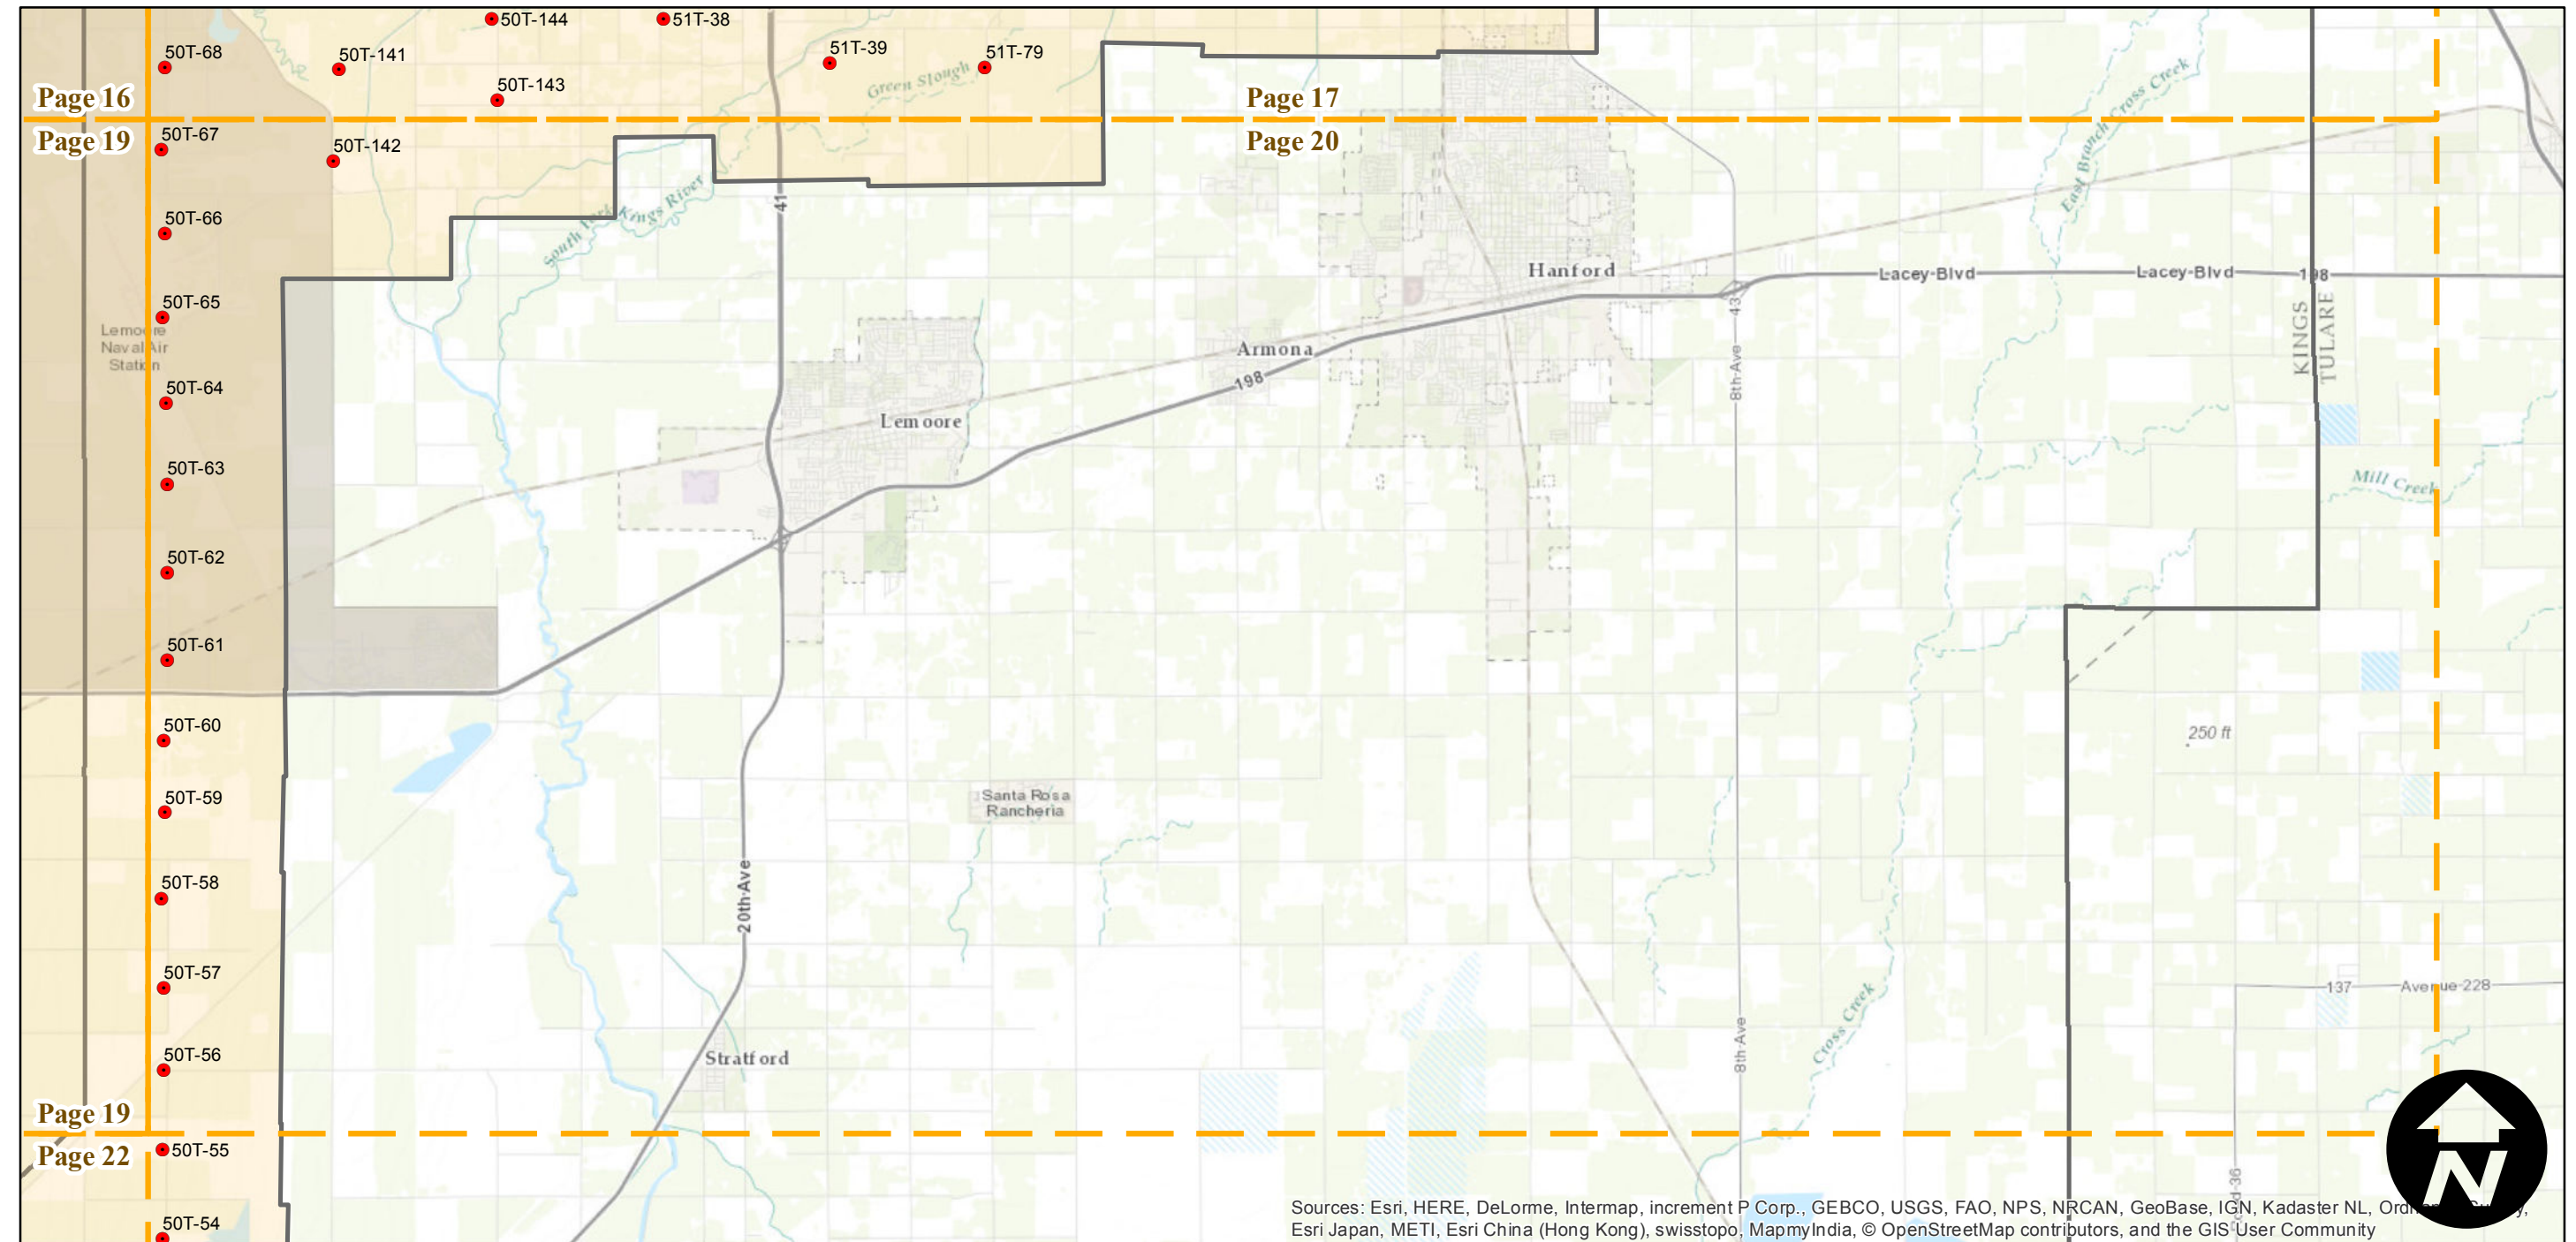 50T-144
51T-38
50T-68
50T-141
51T-39
51T-79
50T-143
Green Slough
Page 16
Page 17
East Branch Cross Creek
50T-67
Page 19
50T-142
Page 20
South Fork Kings River
41
50T-66
Hanford
Lacey Blvd
Lacey Blvd
198
50T-65
43
KINGS
TULARE
Lemoore
Naval Air
Station
Armona
8th Ave
198
50T-64
Lemoore
50T-63
Mill Creek
50T-62
50T-61
50T-60
250 ft
50T-59
Santa Rosa
Rancheria
50T-58
20th Ave
50T-57
137
Avenue 228
Cross Creek
50T-56
Stratford
8th Ave
Page 19
Page 22
50T-55
N
50T-54
Sources: Esri, HERE, DeLorme, Intermap, increment P Corp., GEBCO, USGS, FAO, NPS, NRCAN, GeoBase, IGN, Kadaster NL,
Esri Japan, METI, Esri China (Hong Kong), swisstopo, MapmyIndia, © OpenStreetMap contributors, and the GIS User Community